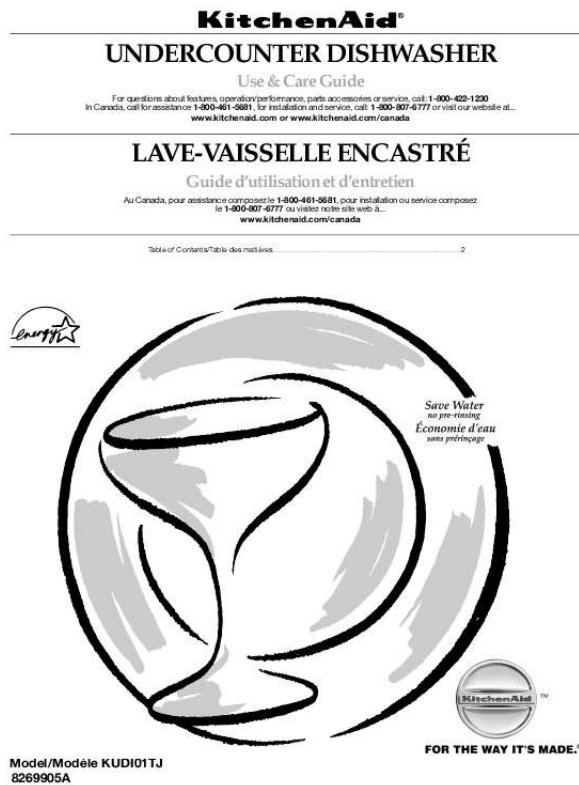 KitchenAid®
UNDERCOUNTER DISHWASHER
Use & Care Guide
For questions about features, operation/performance, parts accessories or service, call: 1-800-422-1230
In Canada, call for assistance 1-800-461-5681, for installation and service, call: 1-800-807-6777 or visit our website at...
www.kitchenaid.com or www.kitchenaid.com/canada
LAVE-VAISSELLE ENCASTRÉ
Guide d'utilisation et d'entretien
Au Canada, pour assistance composez le 1-800-461-5681, pour installation ou service composez
le 1-800-807-6777 ou visitez notre site web à...
www.kitchenaid.com/canada
Table of Contents/Table des matières............................................................2
energy
Save Water
no pre-rinsing
Économie d'eau
sans prérinçage
KitchenAid ™
FOR THE WAY IT'S MADE.®
Model/Modèle KUDI01TJ
8269905A